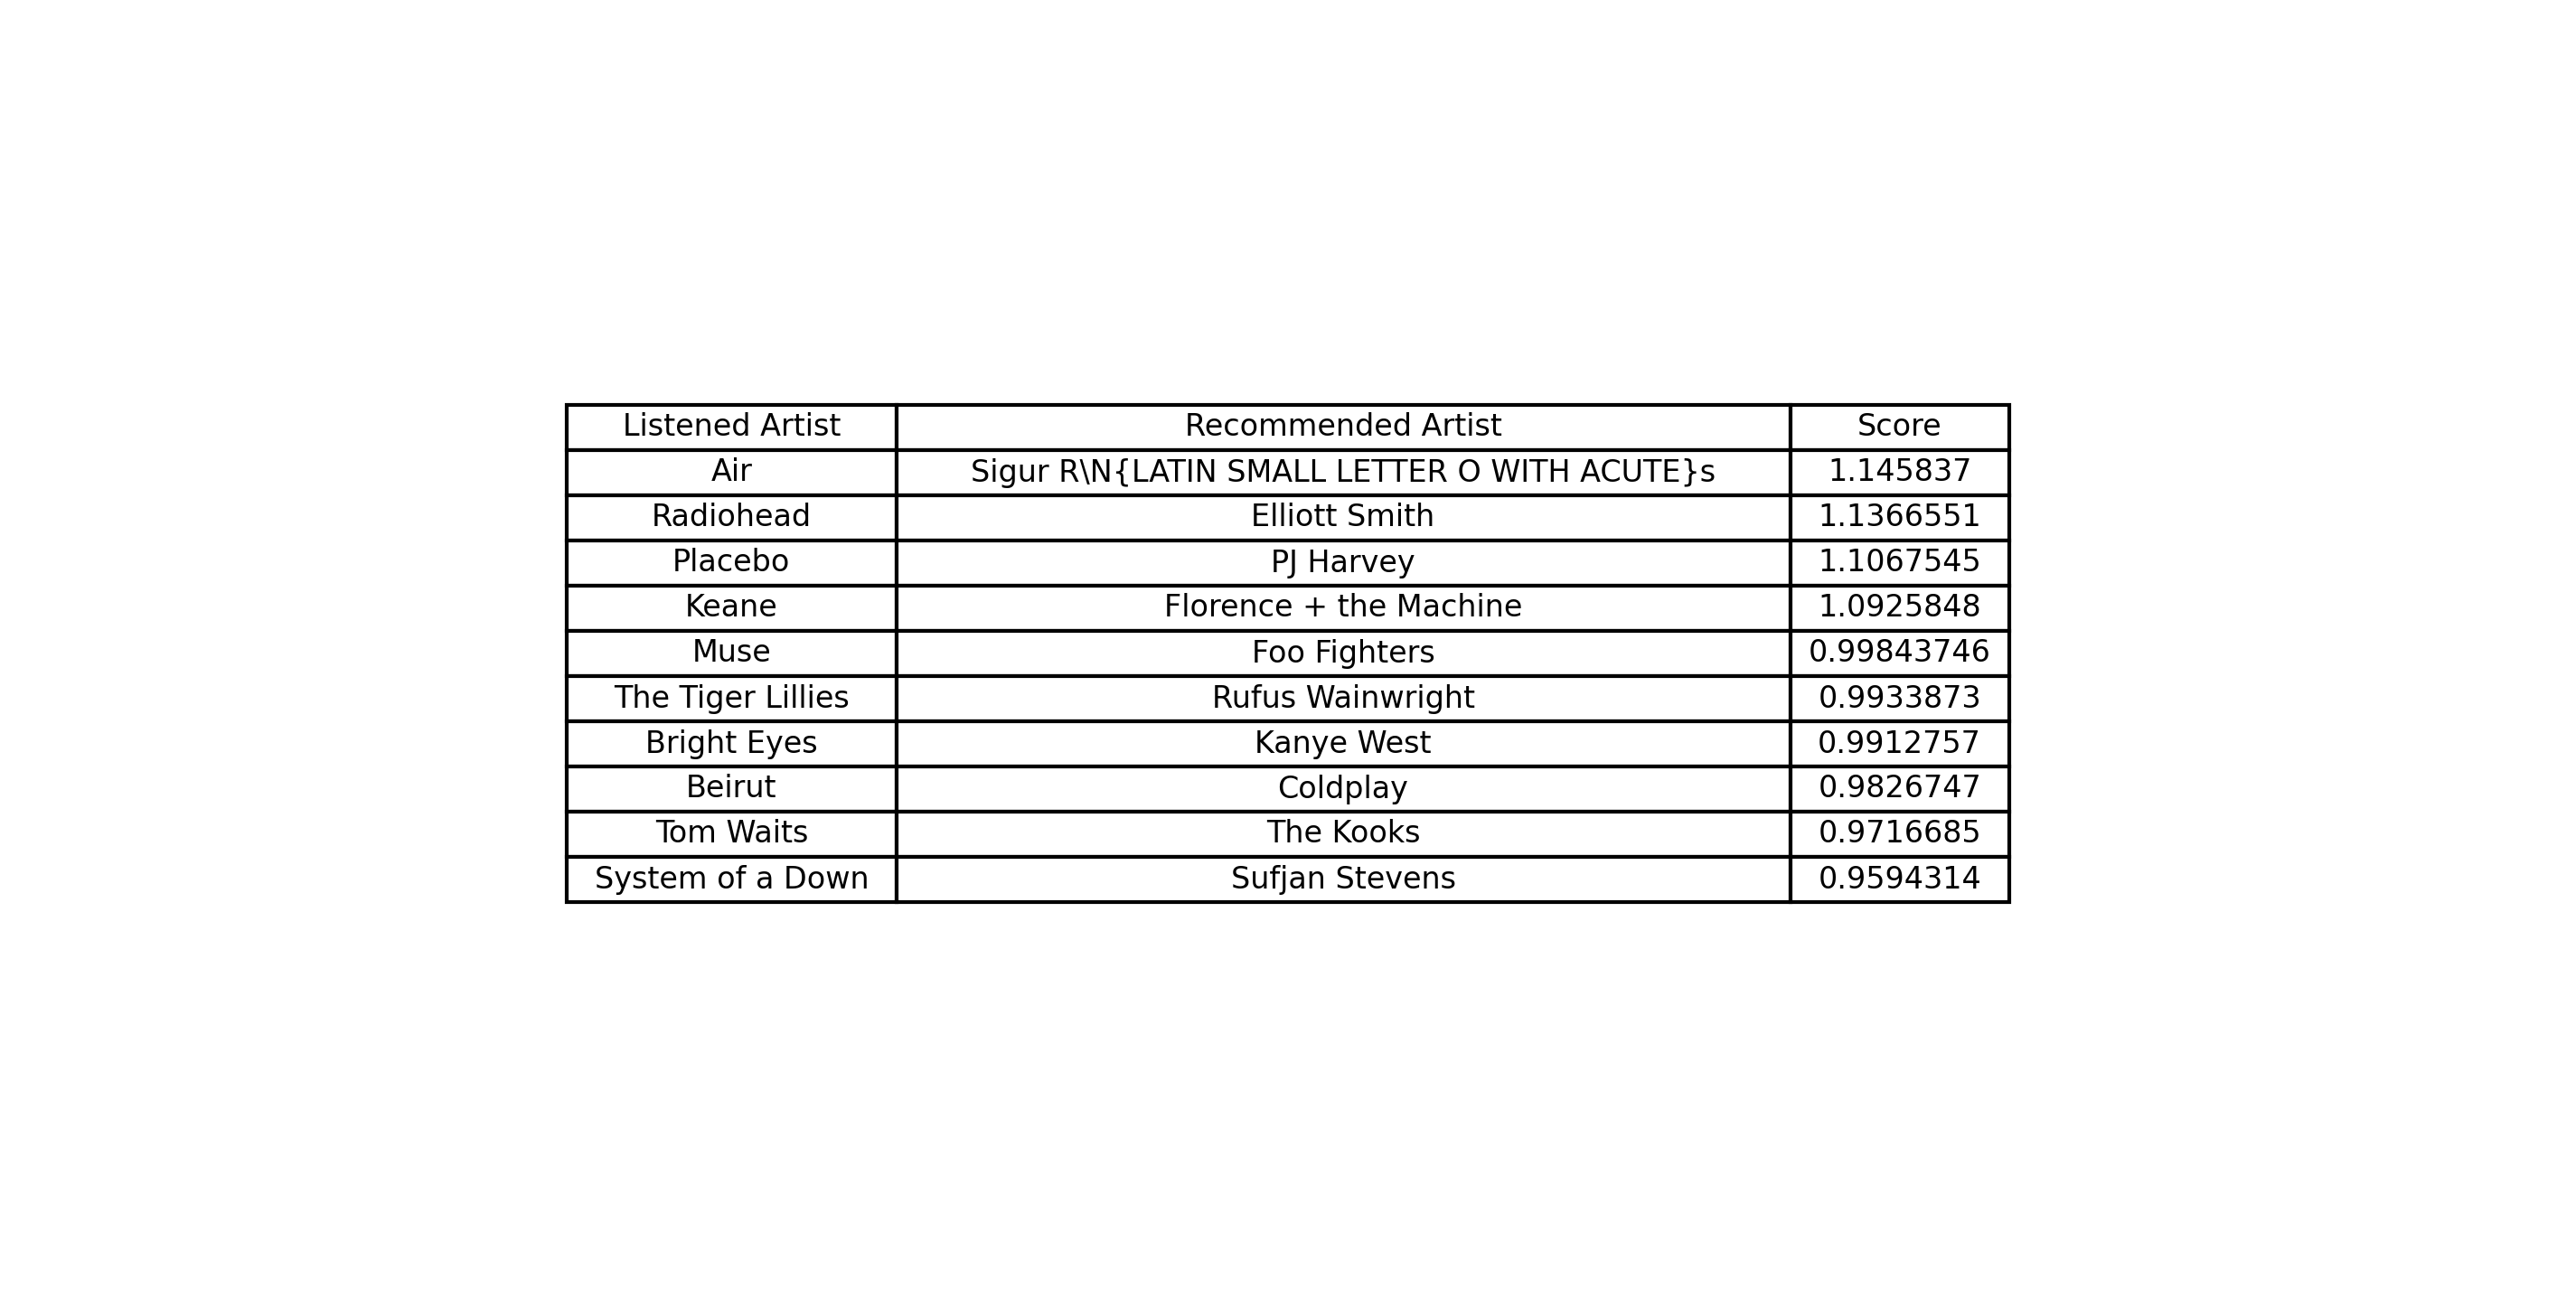 Listened Artist Recommended Artist Score
Air Sigur R\N{LATIN SMALL LETTER O WITH ACUTE}s 1.145837
Radiohead Elliott Smith 1.1366551
Placebo PJ Harvey 1.1067545
Keane Florence + the Machine 1.0925848
Muse Foo Fighters 0.99843746
The Tiger Lillies Rufus Wainwright 0.9933873
Bright Eyes Kanye West 0.9912757
Beirut Coldplay 0.9826747
Tom Waits The Kooks 0.9716685
System of a Down Sufjan Stevens 0.9594314